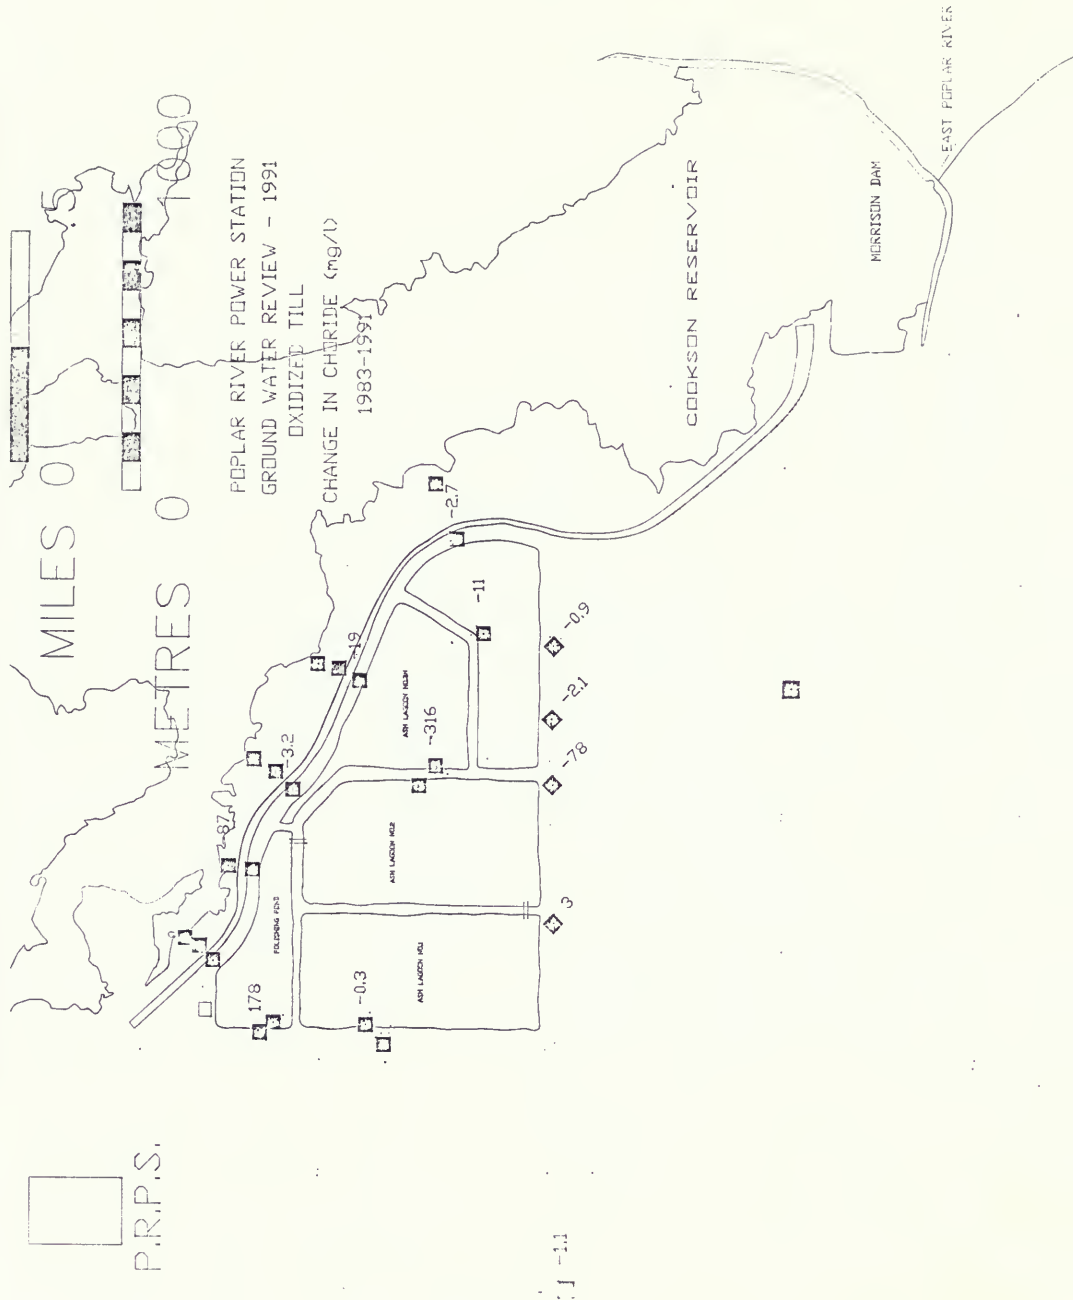 MILES 0 .5
METRES 0 1000
POPLAR RIVER POWER STATION
GROUND WATER REVIEW - 1991
OXIDIZED TILL
CHANGE IN CHORIDE (mg/l)
1983-1991
EAST POPLAR RIVER
MORRISON DAM
COOKSON RESERVOIR
-2.7
-11
-0.9
-19
-2.1
ASH LAGOON NO.3N
-316
-78
-3.2
-87
ASH LAGOON NO.2
3
POLISHING POND
ASH LAGOON NO.1
178
-0.3
P.R.P.S.
-1.1